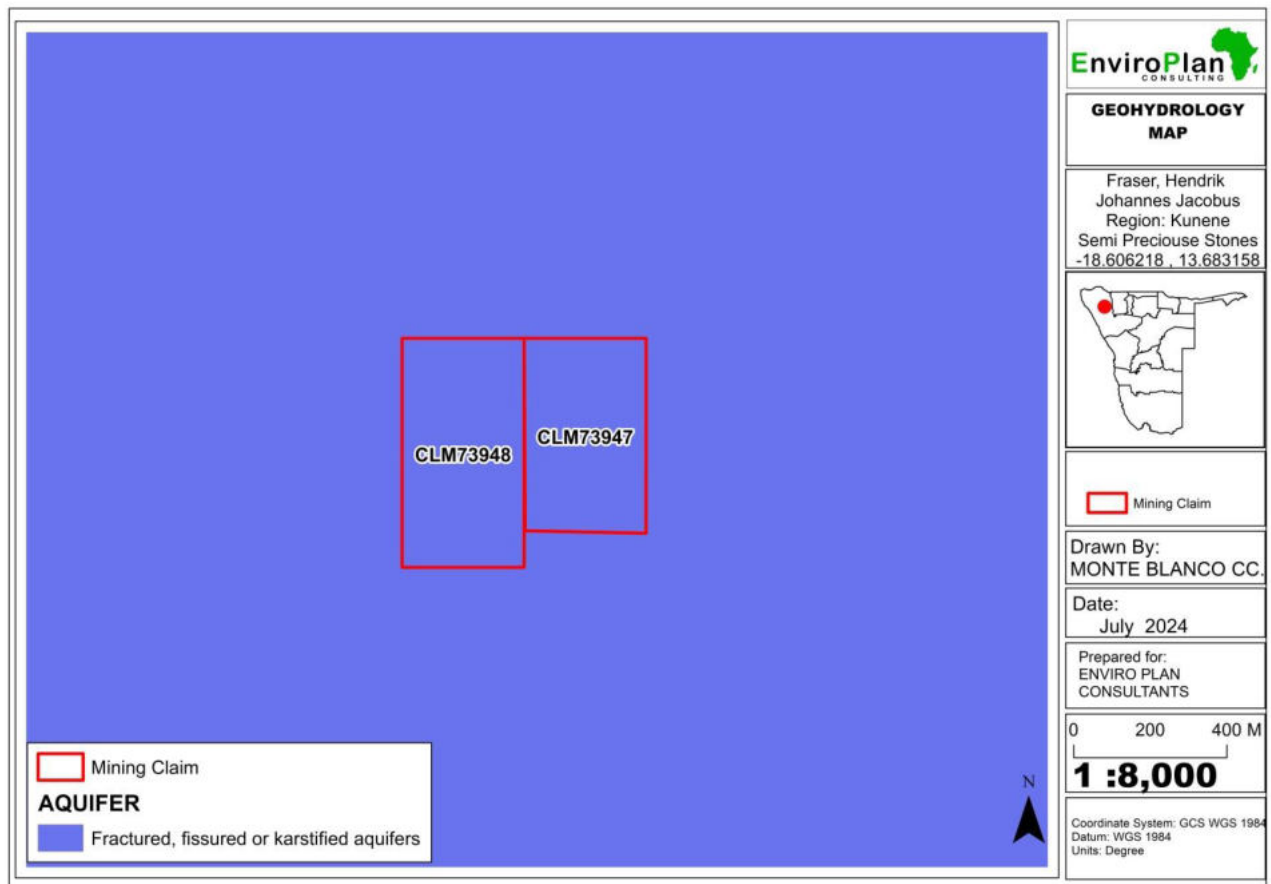 CLM73948
CLM73947
Mining Claim
AQUIFER
Fractured, fissured or karstified aquifers
N
EnviroPlan
CONSULTING
GEOHYDROLOGY
MAP
Fraser, Hendrik
Johannes Jacobus
Region: Kunene
Semi Preciouse Stones
-18.606218 , 13.683158
Mining Claim
Drawn By:
MONTE BLANCO CC.
Date:
July 2024
Prepared for:
ENVIRO PLAN
CONSULTANTS
0 200 400 M
1 :8,000
Coordinate System: GCS WGS 1984
Datum: WGS 1984
Units: Degree